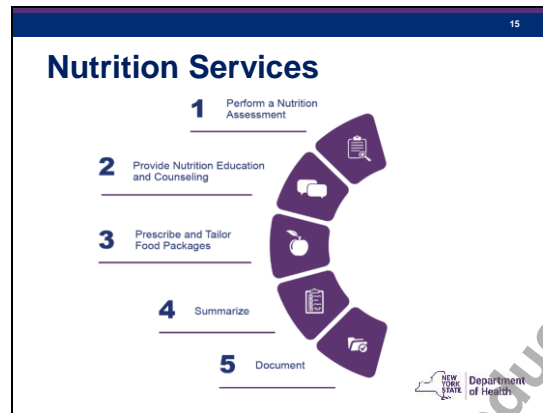 15
Nutrition Services
1 Perform a Nutrition
Assessment
2 Provide Nutrition Education
and Counseling
3 Prescribe and Tailor
Food Packages
4 Summarize
5 Document
NEW
YORK
STATE
Department
of Health